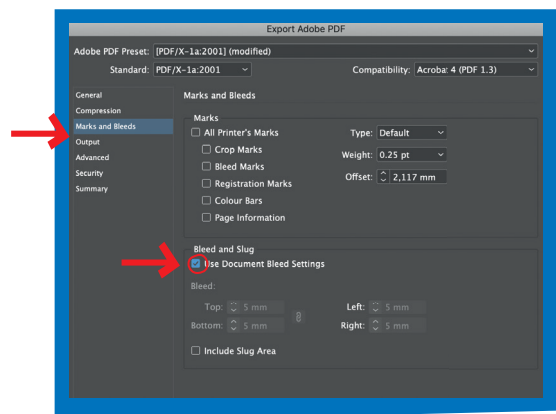 Export Adobe PDF
Adobe PDF Preset: [PDF/X-1a:2001] (modified)
Standard: PDF/X-1a:2001 Compatibility: Acrobat 4 (PDF 1.3)
General
Compression
Marks and Bleeds
Output
Advanced
Security
Summary
Marks and Bleeds
Marks
All Printer's Marks
Crop Marks
Bleed Marks
Registration Marks
Colour Bars
Page Information
Type: Default
Weight: 0.25 pt
Offset: 2,117 mm
Bleed and Slug
Use Document Bleed Settings
Bleed:
Top: 5 mm Left: 5 mm
Bottom: 5 mm Right: 5 mm
Include Slug Area